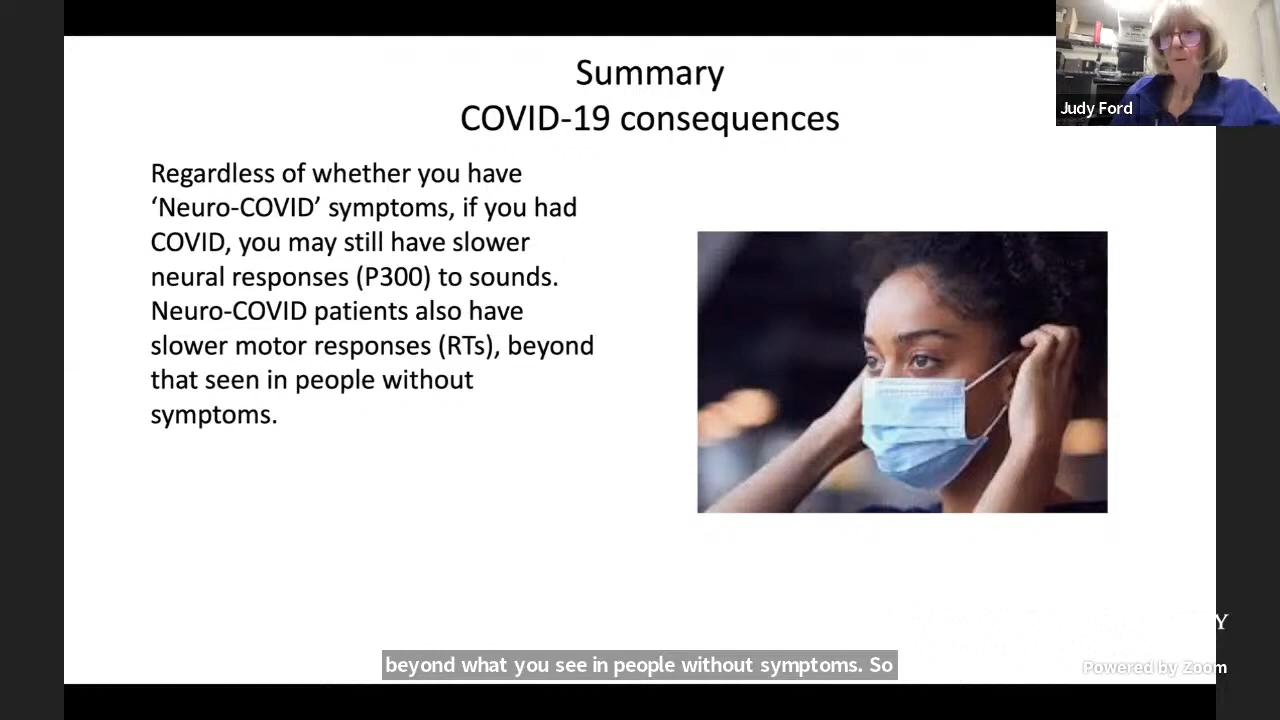 Summary
COVID-19 consequences
Judy Ford
Regardless of whether you have
‘Neuro-COVID’ symptoms, if you had
COVID, you may still have slower
neural responses (P300) to sounds.
Neuro-COVID patients also have
slower motor responses (RTs), beyond
that seen in people without
symptoms.
Y
beyond what you see in people without symptoms. So
Powered by Zoom